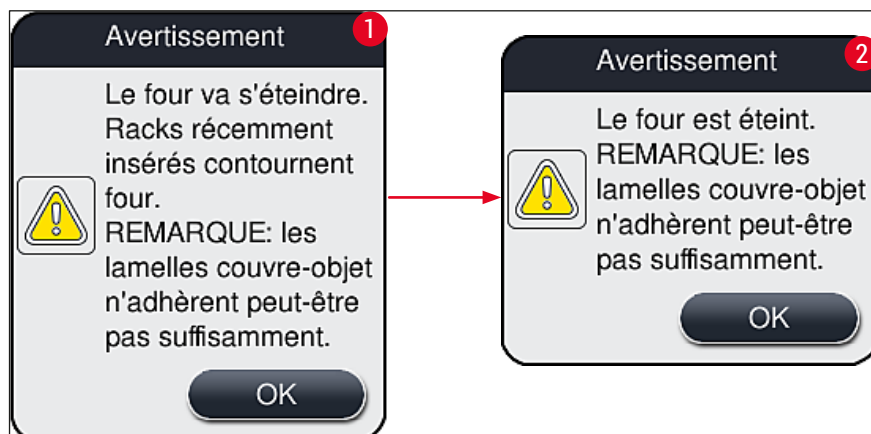 Avertissement
1
Le four va s'éteindre.
Racks récemment
insérés contournent
four.
REMARQUE: les
lamelles couvre-objet
n'adhèrent peut-être
pas suffisamment.
OK
Avertissement
2
Le four est éteint.
REMARQUE: les
lamelles couvre-objet
n'adhèrent peut-être
pas suffisamment.
OK